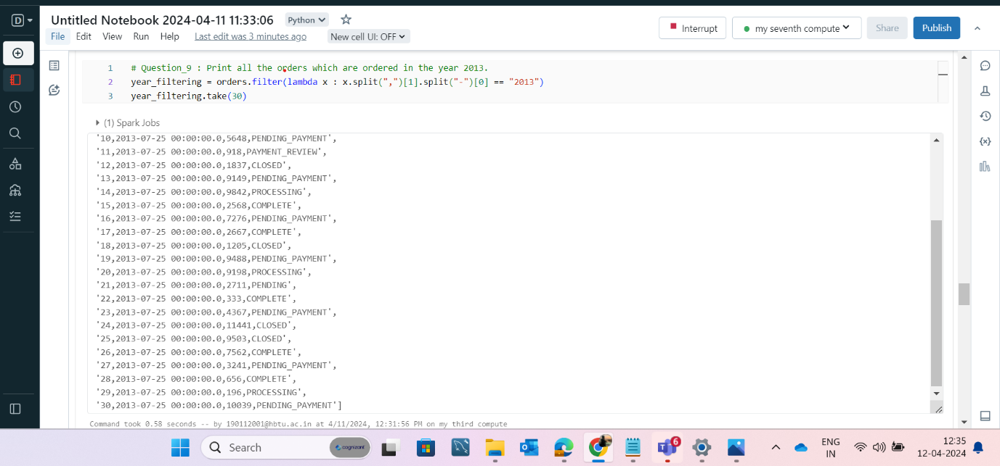 D
Untitled Notebook 2024-04-11 11:33:06
Python
File Edit View Run Help Last edit was 3 minutes ago New cell UI: OFF
Interrupt
my seventh compute
Share
Publish
1 # Question_9 : Print all the orders which are ordered in the year 2013.
2 year_filtering = orders.filter(lambda x : x.split(",")[1].split("-")[0] == "2013")
3 year_filtering.take(30)
(1) Spark Jobs
'10,2013-07-25 00:00:00.0,5648,PENDING_PAYMENT',
'11,2013-07-25 00:00:00.0,918,PAYMENT_REVIEW',
'12,2013-07-25 00:00:00.0,1837,CLOSED',
'13,2013-07-25 00:00:00.0,9149,PENDING_PAYMENT',
'14,2013-07-25 00:00:00.0,9842,PROCESSING',
'15,2013-07-25 00:00:00.0,2568,COMPLETE',
'16,2013-07-25 00:00:00.0,7276,PENDING_PAYMENT',
'17,2013-07-25 00:00:00.0,2667,COMPLETE',
'18,2013-07-25 00:00:00.0,1205,CLOSED',
'19,2013-07-25 00:00:00.0,9488,PENDING_PAYMENT',
'20,2013-07-25 00:00:00.0,9198,PROCESSING',
'21,2013-07-25 00:00:00.0,2711,PENDING',
'22,2013-07-25 00:00:00.0,333,COMPLETE',
'23,2013-07-25 00:00:00.0,4367,PENDING_PAYMENT',
'24,2013-07-25 00:00:00.0,11441,CLOSED',
'25,2013-07-25 00:00:00.0,9503,CLOSED',
'26,2013-07-25 00:00:00.0,7562,COMPLETE',
'27,2013-07-25 00:00:00.0,3241,PENDING_PAYMENT',
'28,2013-07-25 00:00:00.0,656,COMPLETE',
'29,2013-07-25 00:00:00.0,196,PROCESSING',
'30,2013-07-25 00:00:00.0,10039,PENDING_PAYMENT']
Command took 0.58 seconds -- by 190112001@hbtu.ac.in at 4/11/2024, 12:31:56 PM on my third compute
Search
cognizant
6
ENG
IN
12:35
12-04-2024